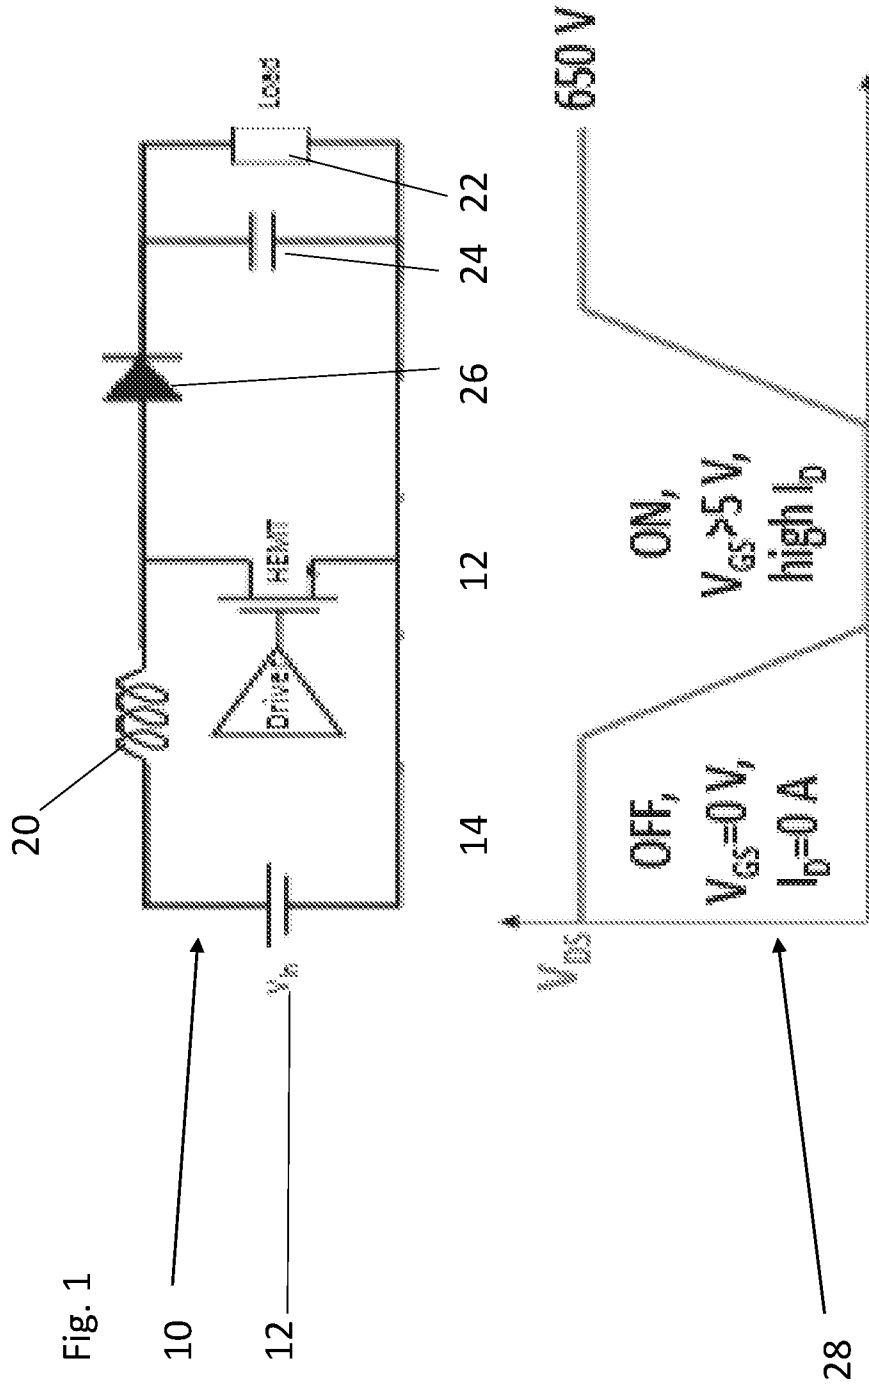 Fig. 1
10
12
20
V_in
Driver
HEMT
Load
14
12
26
24
22
V_DS
650 V
OFF,
V_GS=0 V,
I_D=0 A
ON,
V_GS>5 V,
high I_D
28